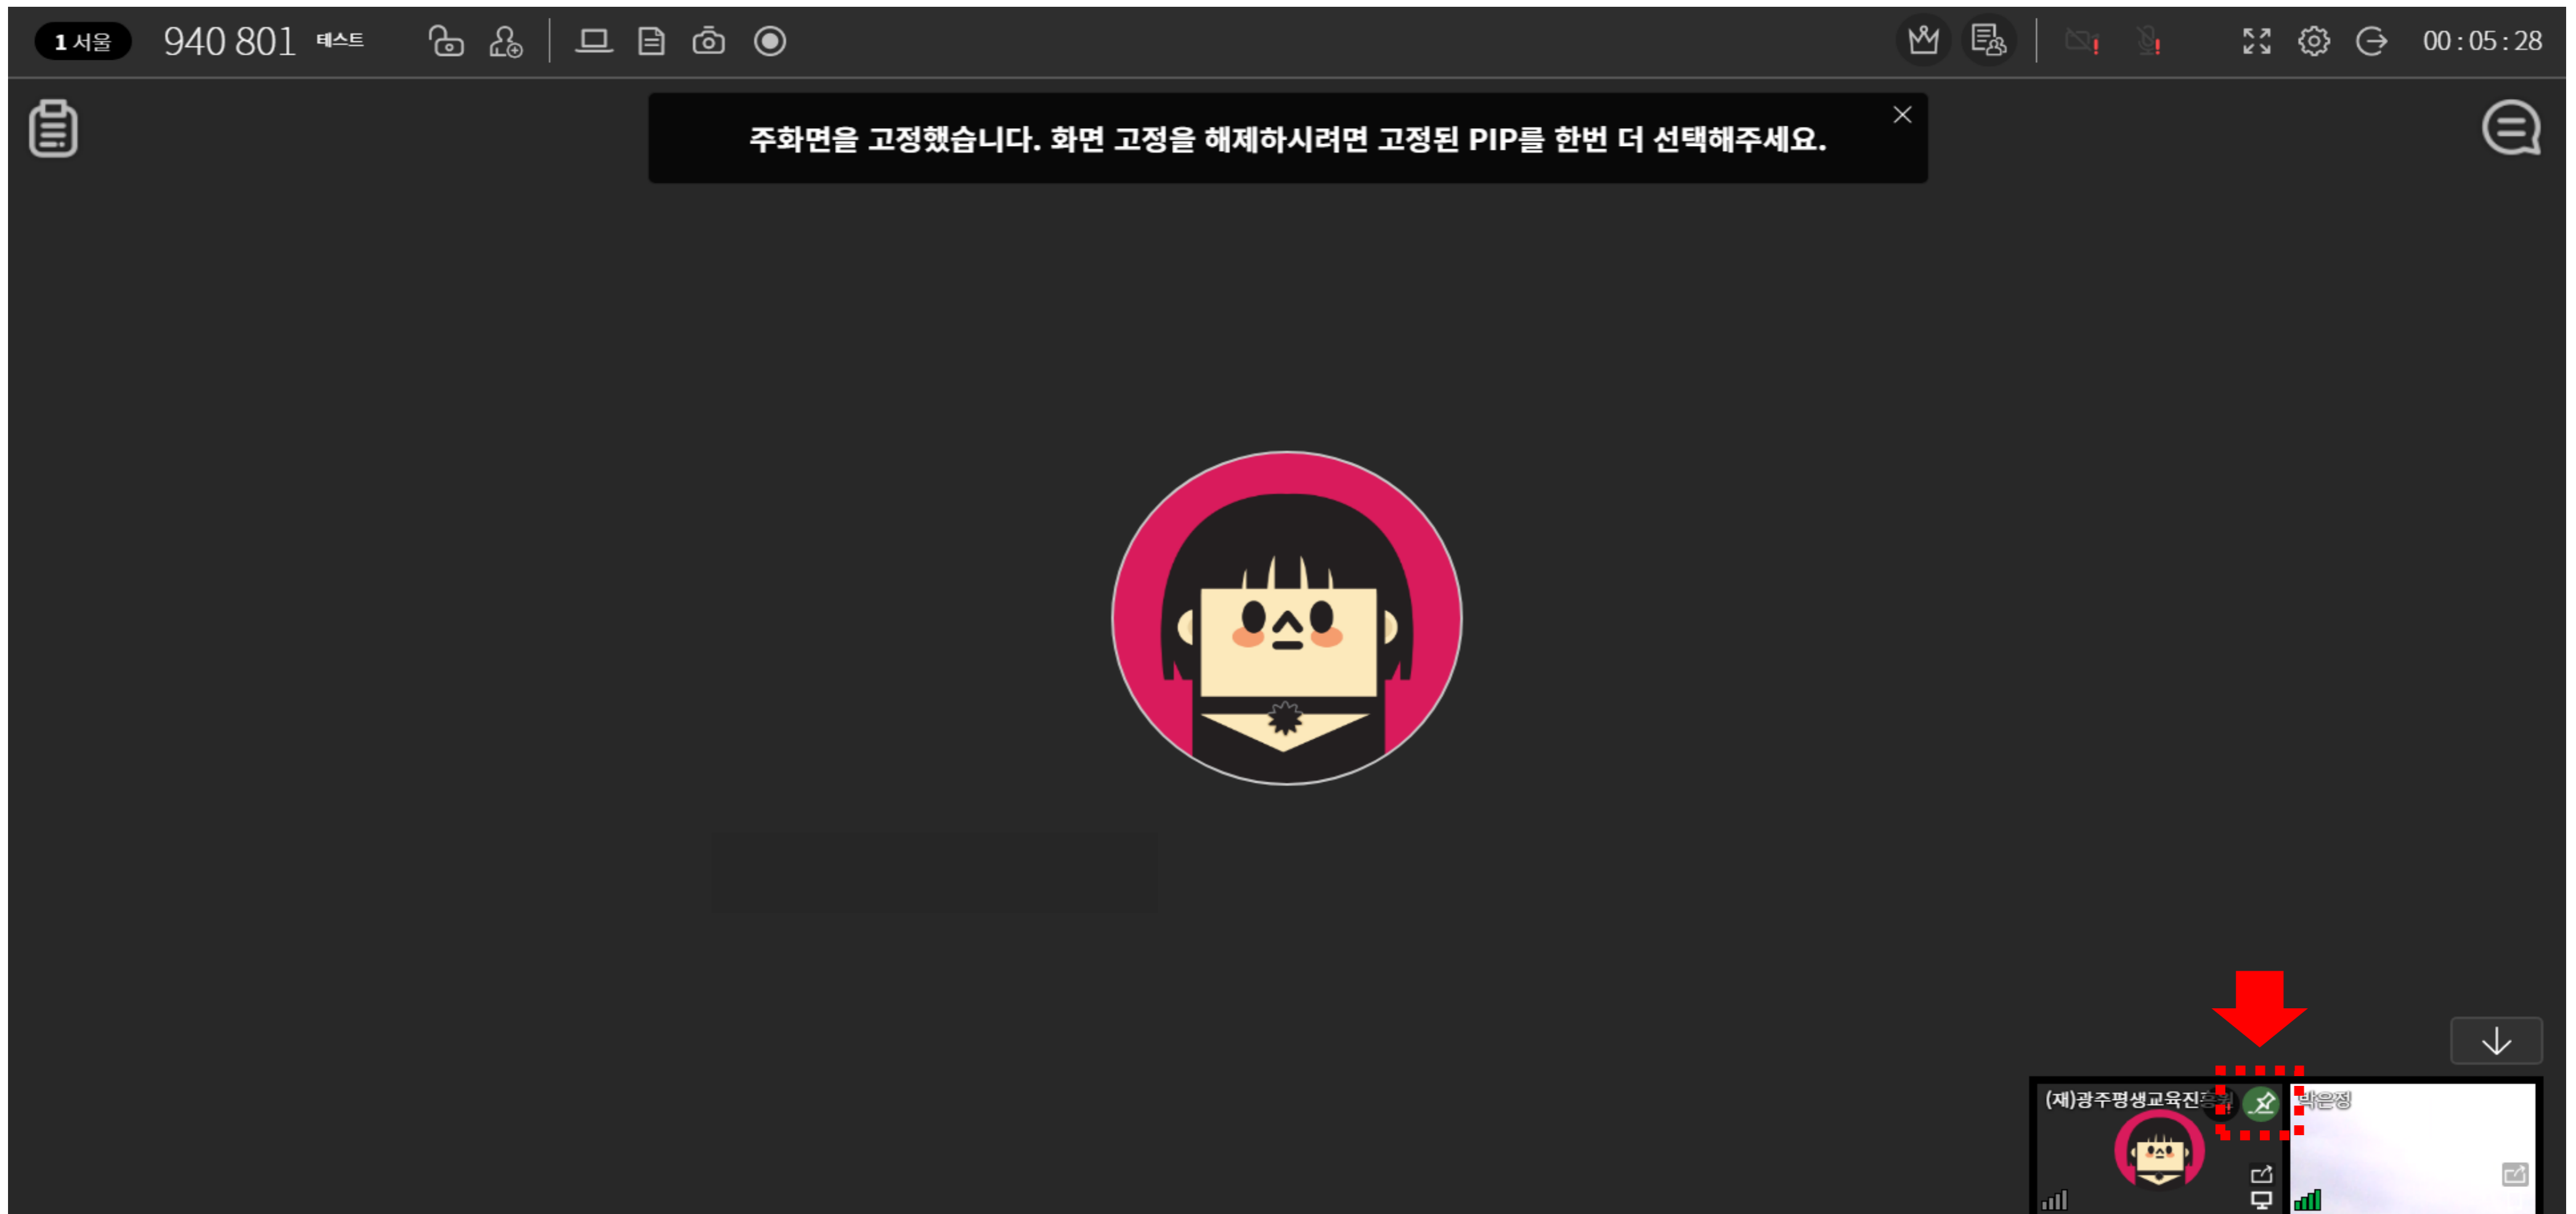 1 서울 940 801 테스트 00 : 05 : 28
주화면을 고정했습니다. 화면 고정을 해제하시려면 고정된 PIP를 한번 더 선택해주세요.
(재)광주평생교육진흥원
박은정